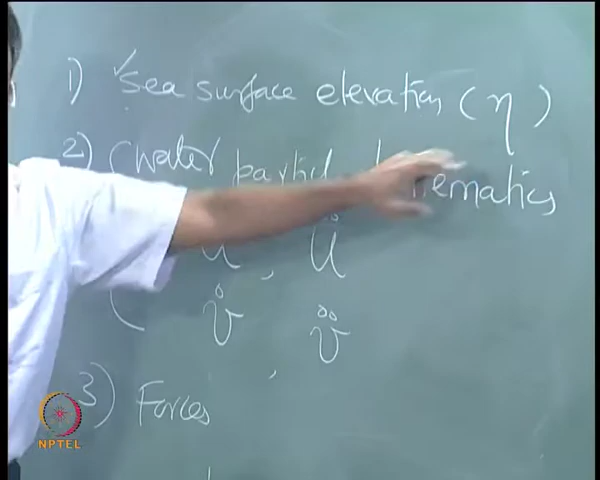 1) ✓sea surface elevation (η)
2) (water particle kinematics
u̇ , ü
v̇ , v̈
3) Forces
NPTEL